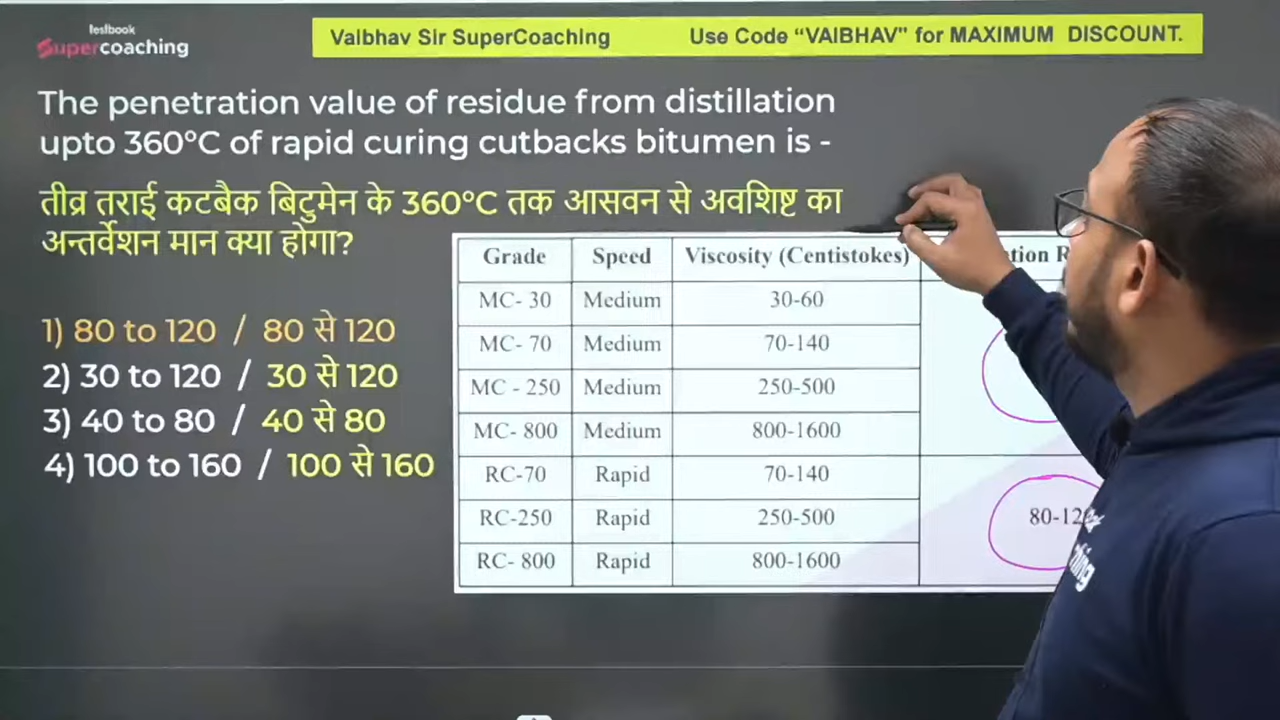 testbook
Supercoaching
Vaibhav Sir SuperCoaching Use Code “VAIBHAV” for MAXIMUM DISCOUNT.
The penetration value of residue from distillation
upto 360°C of rapid curing cutbacks bitumen is -
तीव्र तराई कटबैक बिटुमेन के 360°C तक आसवन से अवशिष्ट का
अन्तर्वेशन मान क्या होगा?
1) 80 to 120 / 80 से 120
2) 30 to 120 / 30 से 120
3) 40 to 80 / 40 से 80
4) 100 to 160 / 100 से 160
Grade Speed Viscosity (Centistokes)
MC- 30 Medium 30-60
MC- 70 Medium 70-140
MC - 250 Medium 250-500
MC- 800 Medium 800-1600
RC-70 Rapid 70-140
RC-250 Rapid 250-500
RC- 800 Rapid 800-1600